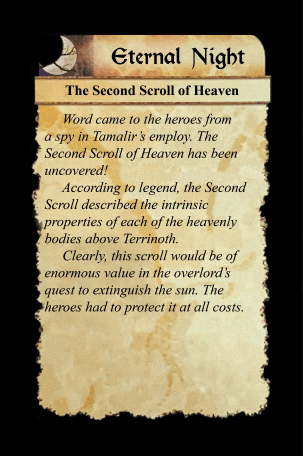 Eternal Night
The Second Scroll of Heaven
Word came to the heroes from
a spy in Tamalir's employ. The
Second Scroll of Heaven has been
uncovered!
According to legend, the Second
Scroll described the intrinsic
properties of each of the heavenly
bodies above Terrinoth.
Clearly, this scroll would be of
enormous value in the overlord's
quest to extinguish the sun. The
heroes had to protect it at all costs.